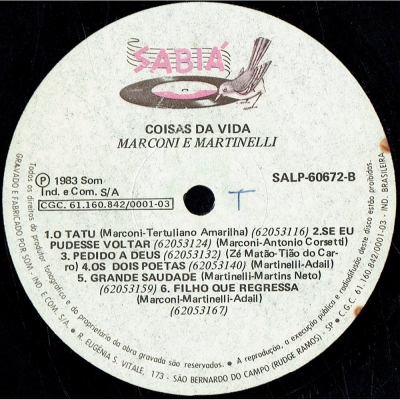 SABIÁ
COISAS DA VIDA
MARCONI E MARTINELLI
Ⓟ 1983 Som
Ind. e Com. S/A
CGC. 61.160.842/0001-03
SALP-60672-B
T
1.O TATU (Marconi-Tertuliano Amarilha) (62053116) 2.SE EU
PUDESSE VOLTAR (62053124) (Marconi-Antonio Corsetti)
3. PEDIDO A DEUS (62053132) (Zé Matão-Tião do Car-
ro) 4.OS DOIS POETAS (62053140) (Martinelli-Adail)
5. GRANDE SAUDADE (Martinelli-Martins Neto)
(62053159) 6. FILHO QUE REGRESSA
(Marconi-Martinelli-Adail)
(62053167)
Todos os direitos do produtor fonográfico e do proprietário da obra gravada são reservados. • A reprodução, a execução pública e radiodifusão deste disco estão proibidas.
GRAVADO E FABRICADO POR SOM. IND. E COM. S/A. • R. EUGÊNIA S. VITALE, 173 - SÃO BERNARDO DO CAMPO (RUDGE RAMOS) - SP • C.G.C. 61.160.842/0001-03 - IND. BRASILEIRA